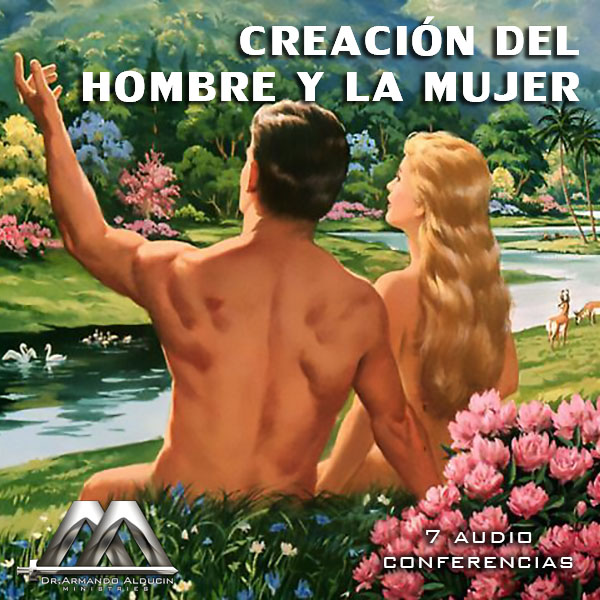 CREACIÓN DEL
HOMBRE Y LA MUJER
7 AUDIO
CONFERENCIAS
DR. ARMANDO ALDUCIN
MINISTRIES